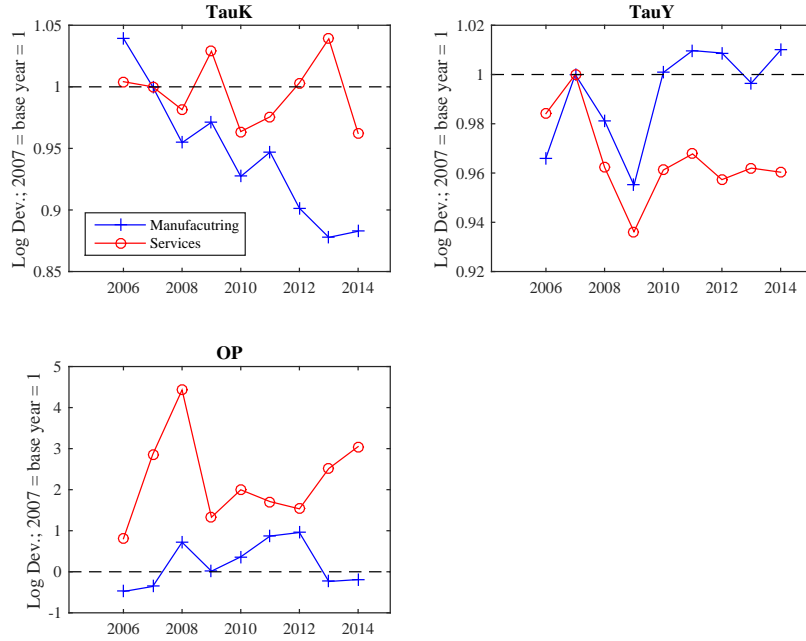 TauK
Log Dev.; 2007 = base year = 1
1.05
1
0.95
0.9
0.85
Manufacutring
Services
2006 2008 2010 2012 2014
TauY
Log Dev.; 2007 = base year = 1
1.02
1
0.98
0.96
0.94
0.92
2006 2008 2010 2012 2014
OP
Log Dev.; 2007 = base year = 1
5
4
3
2
1
0
-1
2006 2008 2010 2012 2014